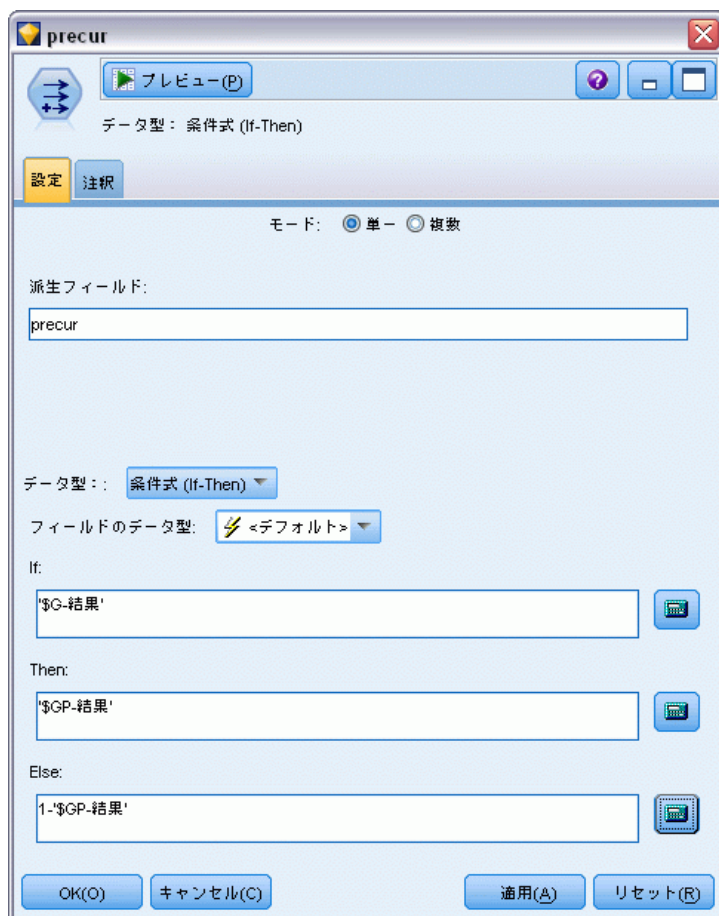 precur
プレビュー(P)
データ型： 条件式 (If-Then)
設定 注釈
モード: 単一 複数
派生フィールド:
precur
データ型：: 条件式 (If-Then)
フィールドのデータ型: <デフォルト>
If:
'$G-結果'
Then:
'$GP-結果'
Else:
1-'$GP-結果'
OK(O) キャンセル(C) 適用(A) リセット(R)